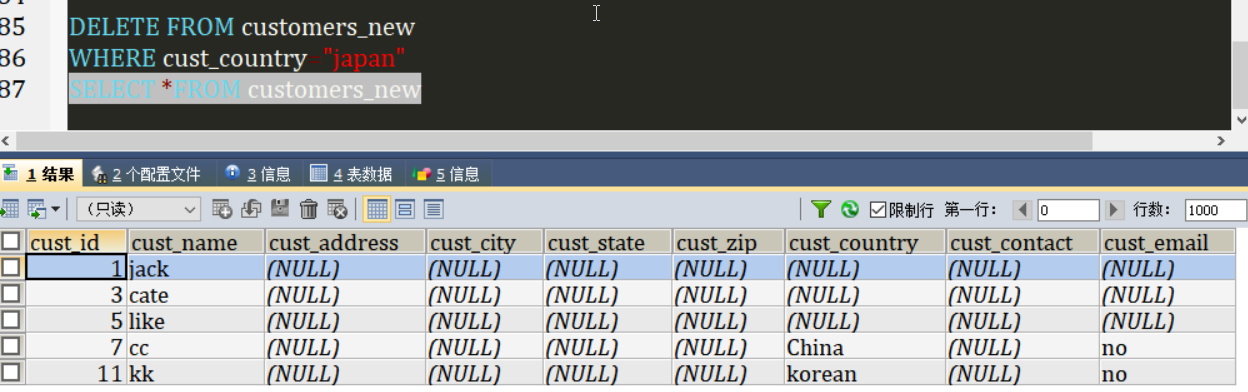 84
85 DELETE FROM customers_new
86 WHERE cust_country="japan"
87 SELECT *FROM customers_new
1 结果 2 个配置文件 3 信息 4 表数据 5 信息
(只读) 限制行 第一行: 0 行数: 1000
cust_id cust_name cust_address cust_city cust_state cust_zip cust_country cust_contact cust_email
1 jack (NULL) (NULL) (NULL) (NULL) (NULL) (NULL) (NULL)
3 cate (NULL) (NULL) (NULL) (NULL) (NULL) (NULL) (NULL)
5 like (NULL) (NULL) (NULL) (NULL) (NULL) (NULL) (NULL)
7 cc (NULL) (NULL) (NULL) (NULL) China (NULL) no
11 kk (NULL) (NULL) (NULL) (NULL) korean (NULL) no